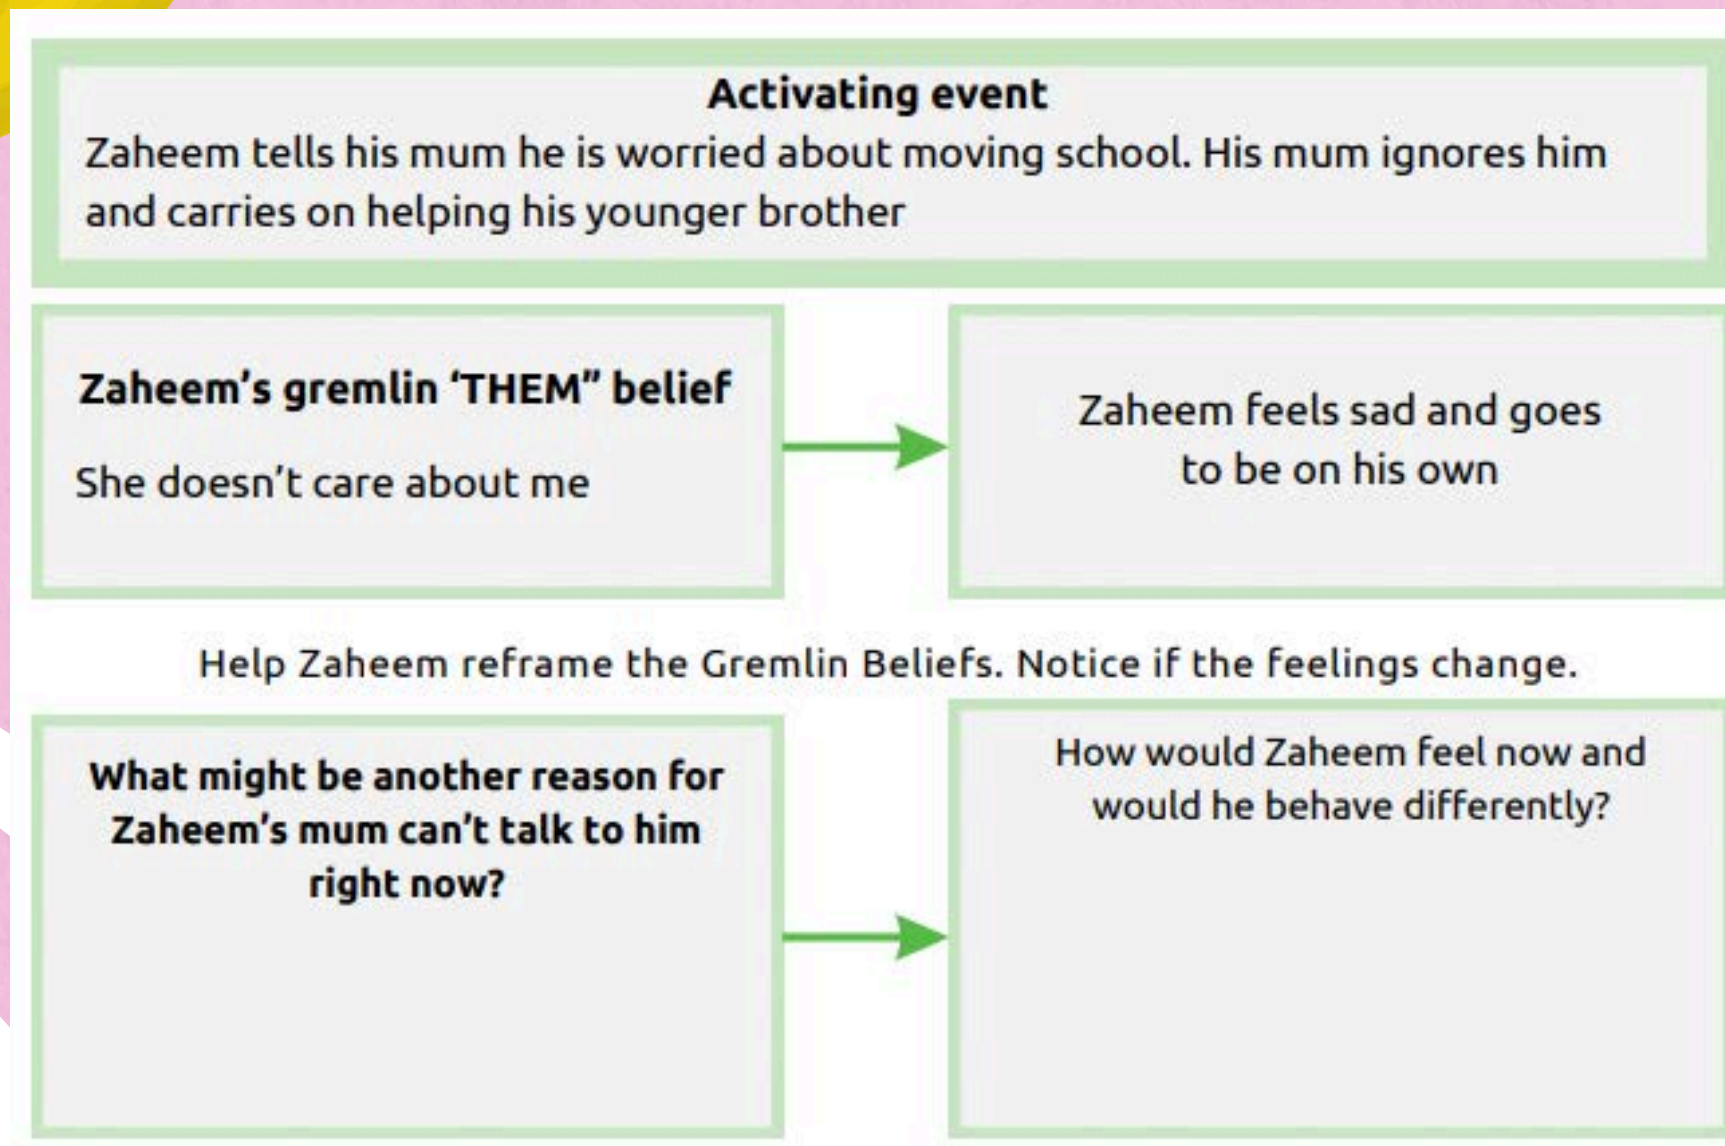 Activating event
Zaheem tells his mum he is worried about moving school. His mum ignores him
and carries on helping his younger brother
Zaheem’s gremlin ‘THEM” belief
She doesn’t care about me
Zaheem feels sad and goes
to be on his own
Help Zaheem reframe the Gremlin Beliefs. Notice if the feelings change.
What might be another reason for
Zaheem’s mum can’t talk to him
right now?
How would Zaheem feel now and
would he behave differently?